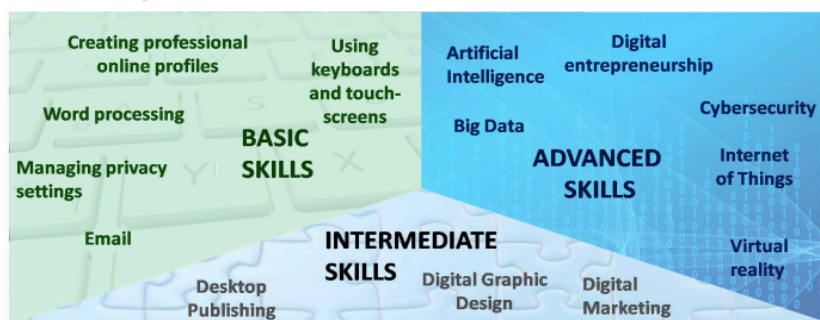 Creating professional
online profiles
Using
keyboards
and touch-
screens
Word processing
BASIC
SKILLS
Managing privacy
settings
Email
Artificial
Intelligence
Digital
entrepreneurship
Cybersecurity
Big Data
ADVANCED
SKILLS
Internet
of Things
Virtual
reality
INTERMEDIATE
SKILLS
Desktop
Publishing
Digital Graphic
Design
Digital
Marketing